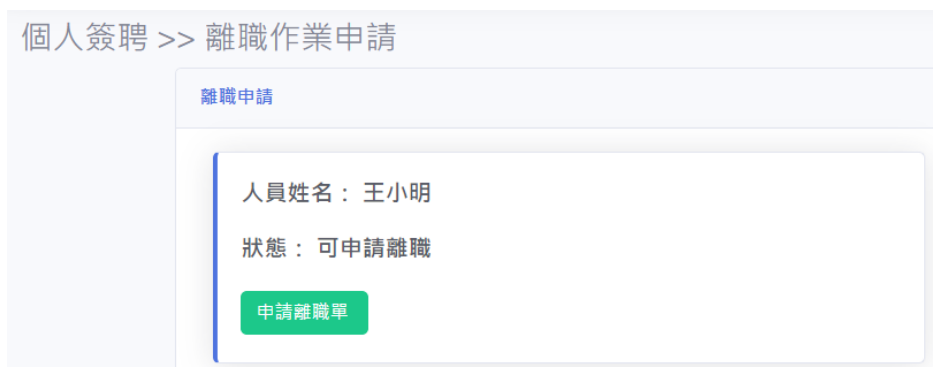 個人簽聘 >> 離職作業申請
離職申請
人員姓名： 王小明
狀態： 可申請離職
申請離職單